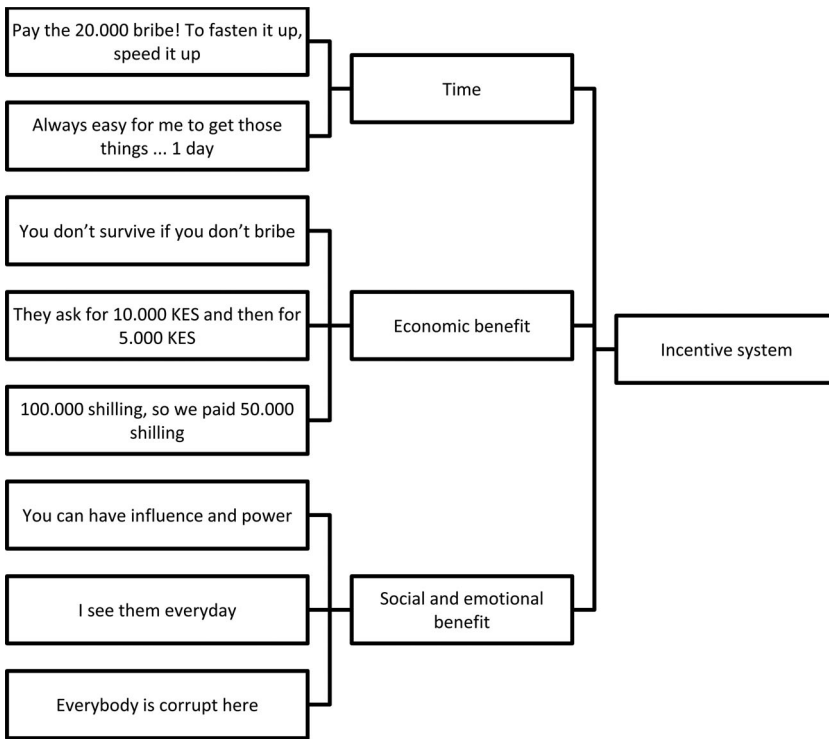 Pay the 20.000 bribe! To fasten it up,
speed it up
Always easy for me to get those
things ... 1 day
Time
You don’t survive if you don’t bribe
They ask for 10.000 KES and then for
5.000 KES
100.000 shilling, so we paid 50.000
shilling
Economic benefit
You can have influence and power
I see them everyday
Everybody is corrupt here
Social and emotional
benefit
Incentive system